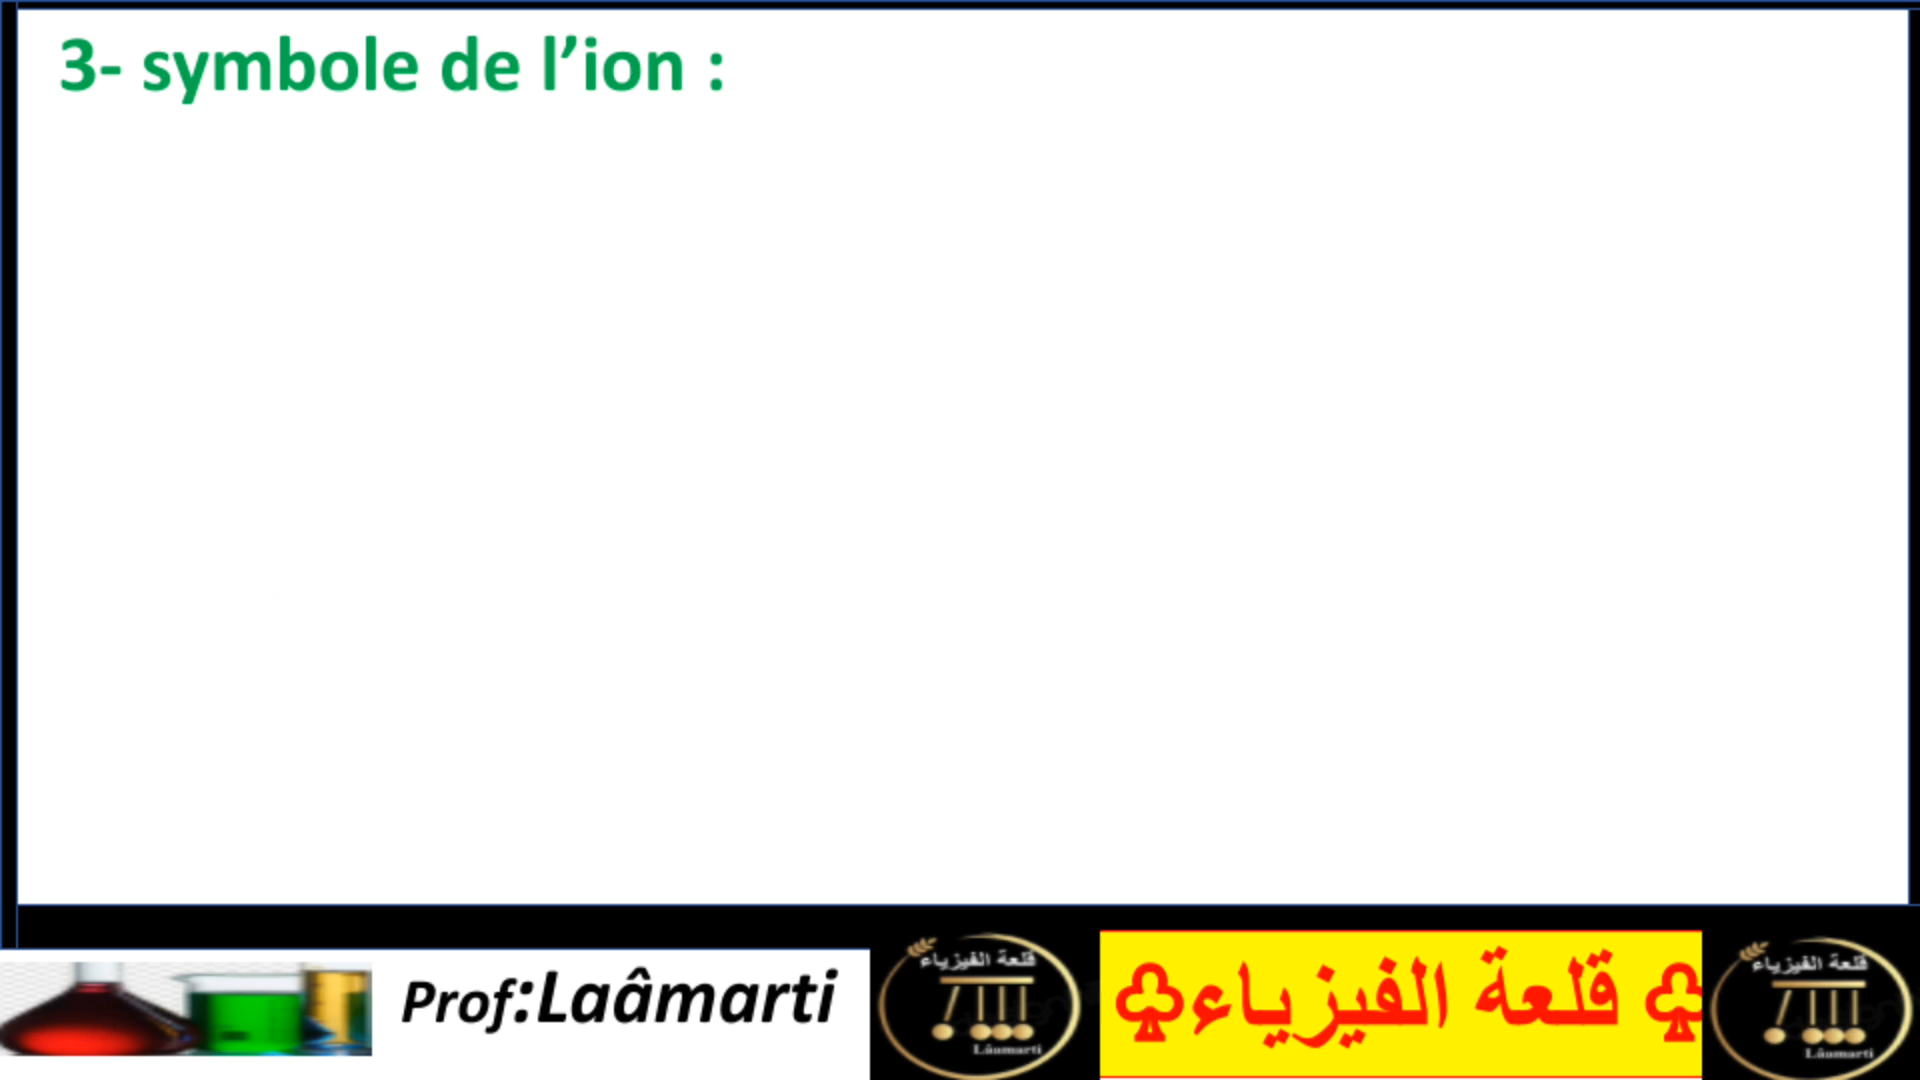 3- symbole de l’ion :
Prof:Laâmarti
قلعة الفيزياء
Lâamarti
♧ قلعة الفيزياء♧
قلعة الفيزياء
Lâamarti